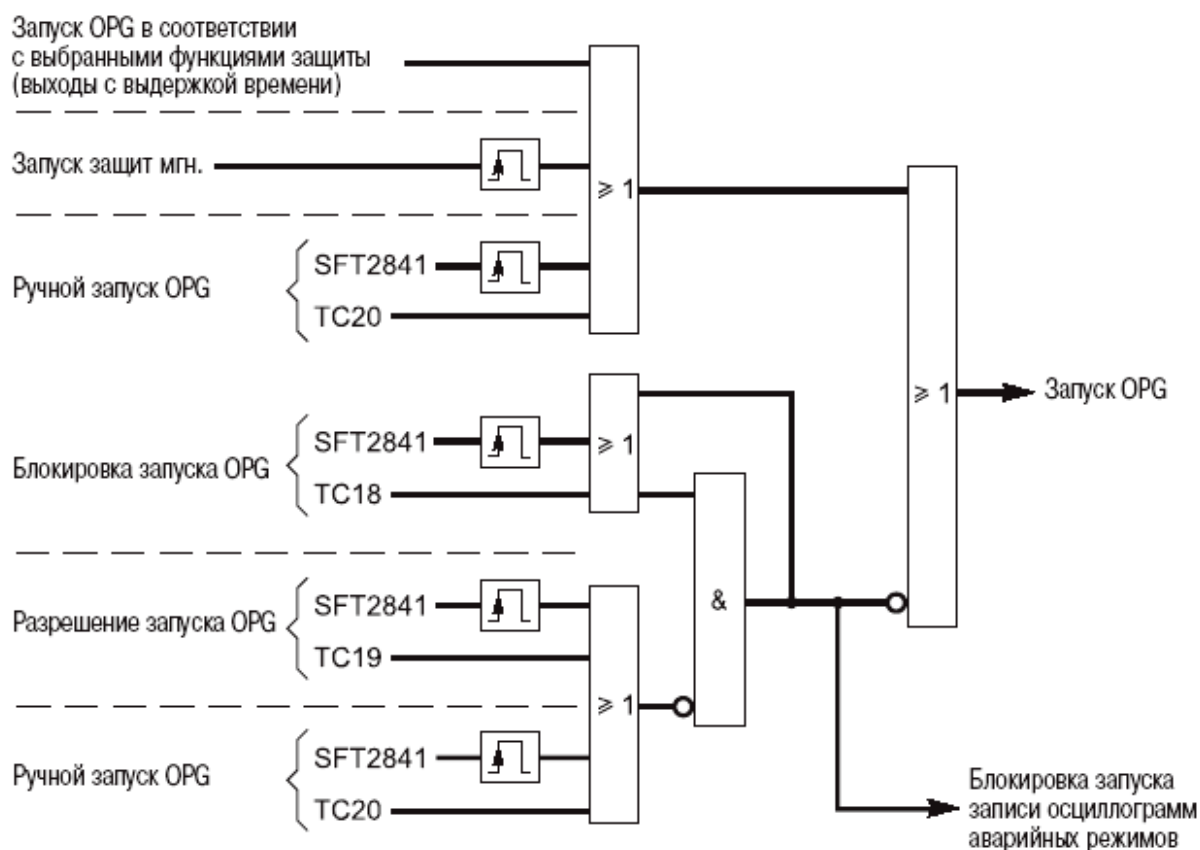 Запуск OPG в соответствии
с выбранными функциями защиты
(выходы с выдержкой времени)
Запуск защит мгн.
⩾ 1
Ручной запуск OPG
SFT2841
TC20
⩾ 1
Запуск OPG
Блокировка запуска OPG
SFT2841
TC18
⩾ 1
&
Разрешение запуска OPG
SFT2841
TC19
⩾ 1
Ручной запуск OPG
SFT2841
TC20
Блокировка запуска
записи осциллограмм
аварийных режимов